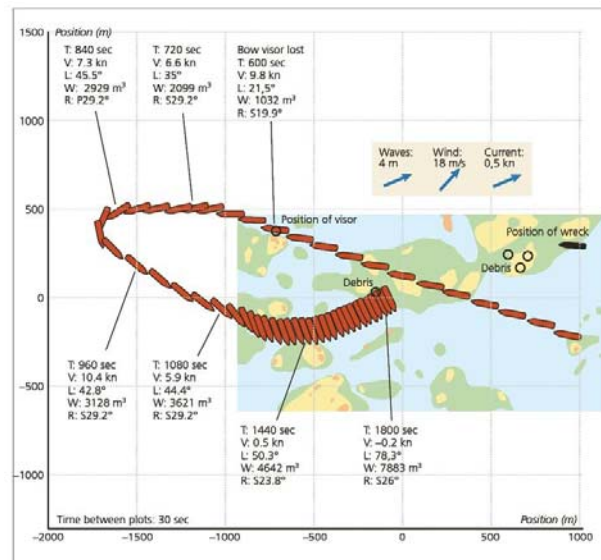 Position (m)
1500
1000
500
0
−500
−1000
−1300
T: 840 sec
V: 7.3 kn
L: 45.5°
W: 2929 m³
R: P29.2°
T: 720 sec
V: 6.6 kn
L: 35°
W: 2099 m³
R: S29.2°
Bow visor lost
T: 600 sec
V: 9.8 kn
L: 21,5°
W: 1032 m³
R: S19.9°
Waves:
4 m
Wind:
18 m/s
Current:
0,5 kn
Position of visor
Position of wreck
Debris
Debris
T: 960 sec
V: 10.4 kn
L: 42.8°
W: 3128 m³
R: S29.2°
T: 1080 sec
V: 5.9 kn
L: 44.4°
W: 3621 m³
R: S29.2°
T: 1440 sec
V: 0.5 kn
L: 50.3°
W: 4642 m³
R: S23.8°
T: 1800 sec
V: −0.2 kn
L: 78,3°
W: 7883 m³
R: S26°
Time between plots: 30 sec
Position (m)
−2000 −1500 −1000 −500 0 500 1000